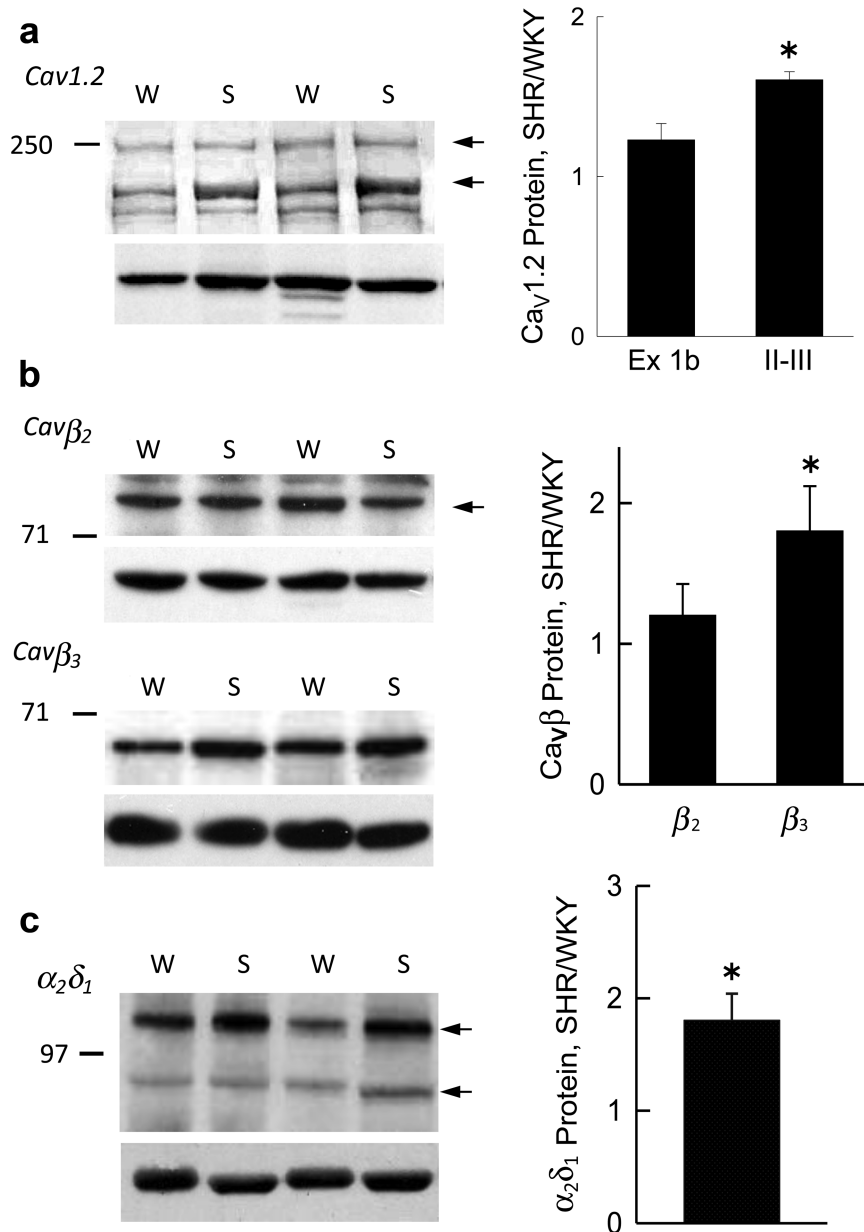 a
Cav1.2
W S W S
250
CaV1.2 Protein, SHR/WKY
2
1
0
Ex 1b II-III
*
b
Cavβ2
W S W S
71
Cavβ3
W S W S
71
Cavβ Protein, SHR/WKY
2
1
0
β2 β3
*
c
α2δ1
W S W S
97
α2δ1 Protein, SHR/WKY
3
2
1
0
*